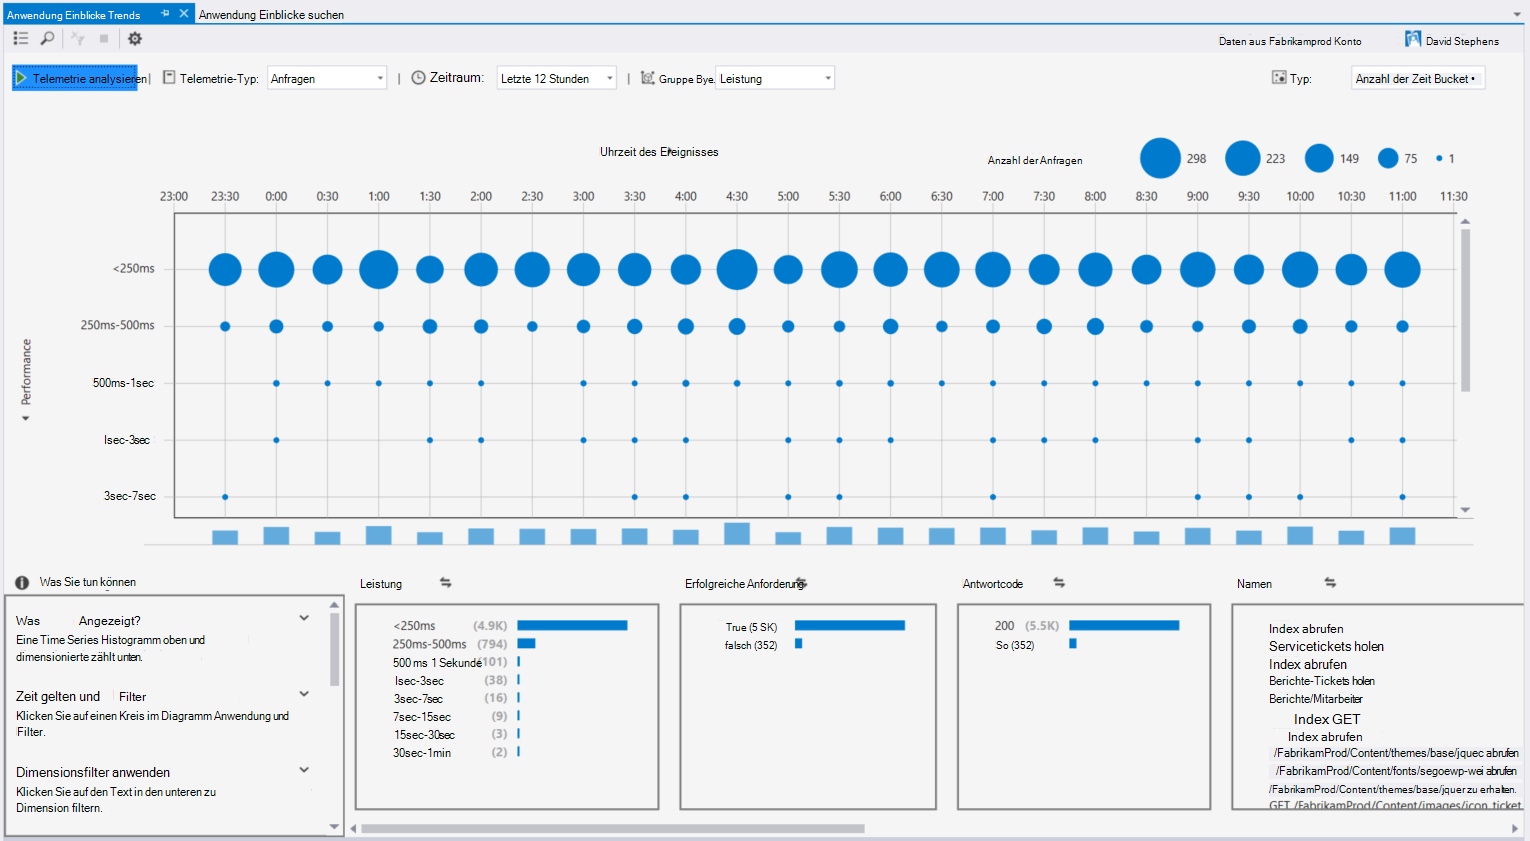 Anwendung Einblicke Trends
Anwendung Einblicke suchen
Daten aus Fabrikamprod Konto
David Stephens
Telemetrie analysieren
Telemetrie-Typ: Anfragen
Zeitraum: Letzte 12 Stunden
Gruppe Bye. Leistung
Typ: Anzahl der Zeit Bucket
Uhrzeit des Ereignisses
Anzahl der Anfragen
298 223 149 75 1
23:00 23:30 0:00 0:30 1:00 1:30 2:00 2:30 3:00 3:30 4:00 4:30 5:00 5:30 6:00 6:30 7:00 7:30 8:00 8:30 9:00 9:30 10:00 10:30 11:00 11:30
Performance
<250ms
250ms-500ms
500ms-1sec
Isec-3sec
3sec-7sec
Was Sie tun können
Was Angezeigt?
Eine Time Series Histogramm oben und
dimensionierte zählt unten.
Zeit gelten und Filter
Klicken Sie auf einen Kreis im Diagramm Anwendung und
Filter.
Dimensionsfilter anwenden
Klicken Sie auf den Text in den unteren zu
Dimension filtern.
Leistung
<250ms (4.9K)
250ms-500ms (794)
500 ms 1 Sekunde (101)
Isec-3sec (38)
3sec-7sec (16)
7sec-15sec (9)
15sec-30sec (3)
30sec-1min (2)
Erfolgreiche Anforderung
True (5 SK)
falsch (352)
Antwortcode
200 (5.5K)
So (352)
Namen
Index abrufen
Servicetickets holen
Index abrufen
Berichte-Tickets holen
Berichte/Mitarbeiter
Index GET
Index abrufen
/FabrikamProd/Content/themes/base/jquec abrufen
/FabrikamProd/Content/fonts/segoewp-wei abrufen
/FabrikamProd/Content/themes/base/jquer zu erhalten.
GET /FabrikamProd/Content/images/icon_ticket